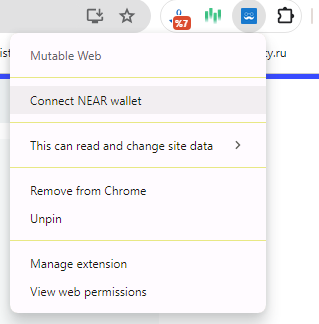 %7
Mutable Web
Connect NEAR wallet
This can read and change site data
Remove from Chrome
Unpin
Manage extension
View web permissions